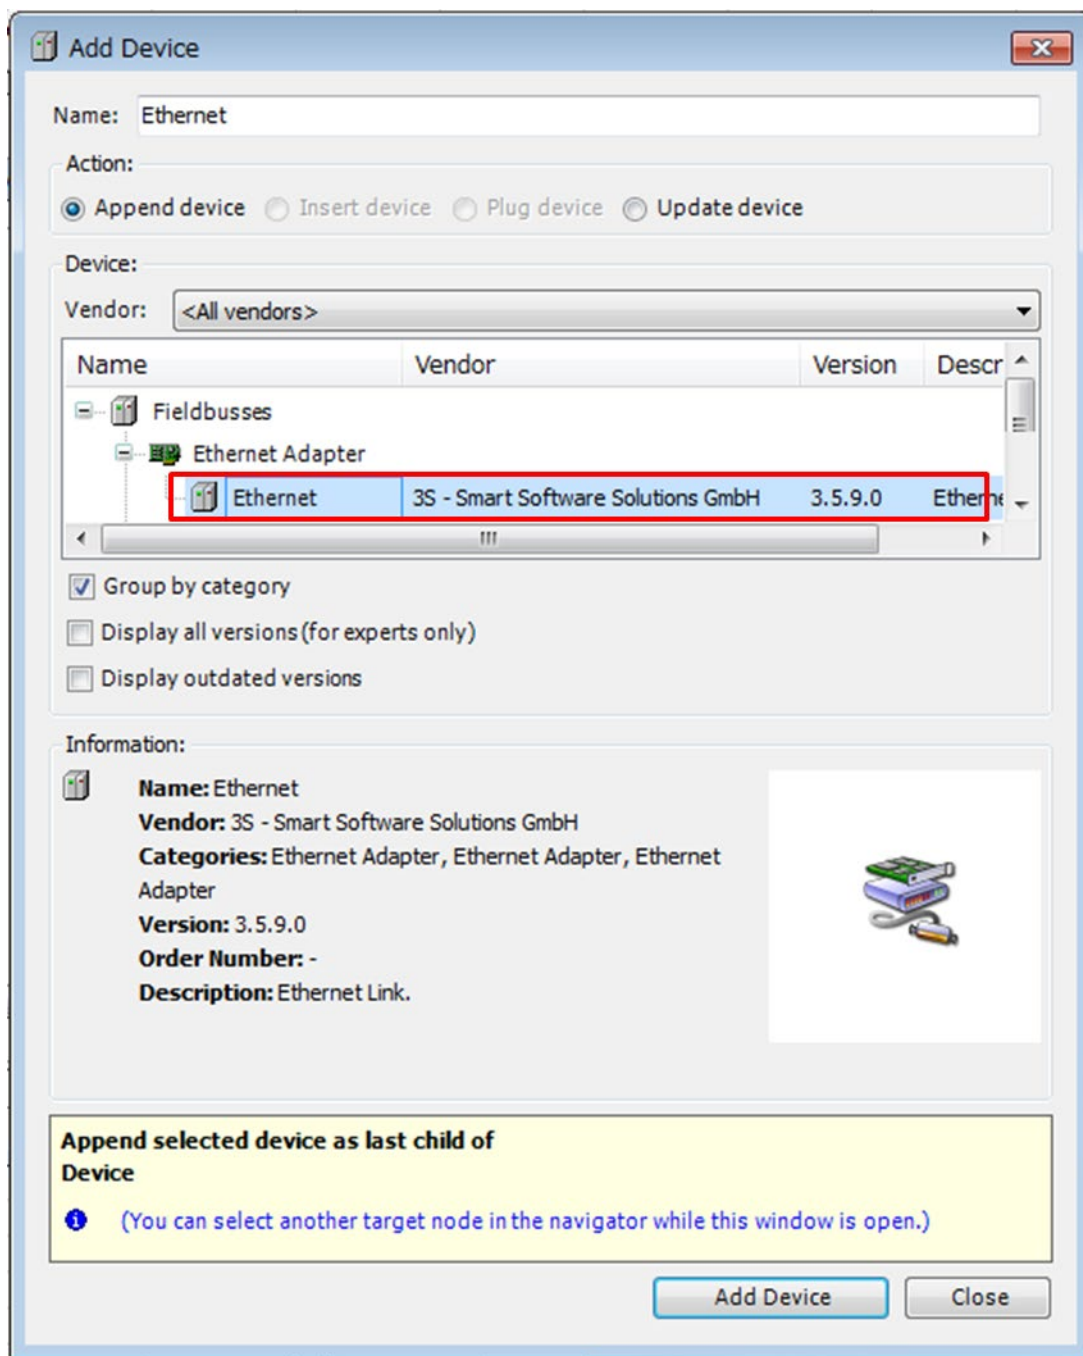 Add Device
Name: Ethernet
Action:
Append device Insert device Plug device Update device
Device:
Vendor: <All vendors>
Name Vendor Version Descr
Fieldbusses
Ethernet Adapter
Ethernet 3S - Smart Software Solutions GmbH 3.5.9.0 Etherne
Group by category
Display all versions (for experts only)
Display outdated versions
Information:
Name: Ethernet
Vendor: 3S - Smart Software Solutions GmbH
Categories: Ethernet Adapter, Ethernet Adapter, Ethernet
Adapter
Version: 3.5.9.0
Order Number: -
Description: Ethernet Link.
Append selected device as last child of
Device
(You can select another target node in the navigator while this window is open.)
Add Device Close